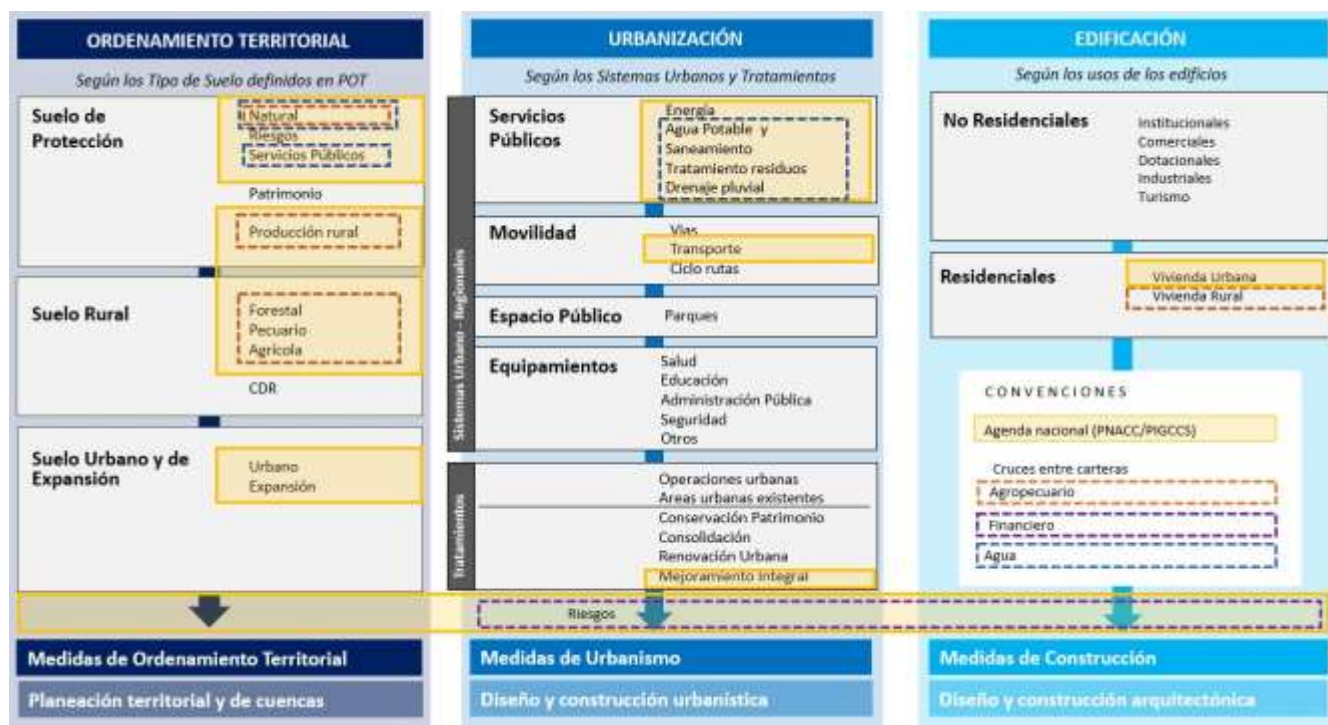 ORDENAMIENTO TERRITORIAL
Según los Tipo de Suelo definidos en POT
Suelo de
Protección
Natural
Riesgos
Servicios Públicos
Patrimonio
Producción rural
Suelo Rural
Forestal
Pecuario
Agrícola
CDR
Suelo Urbano y de
Expansión
Urbano
Expansión
Medidas de Ordenamiento Territorial
Planeación territorial y de cuencas
URBANIZACIÓN
Según los Sistemas Urbanos y Tratamientos
Sistemas Urbano - Regionales
Servicios
Públicos
Energía
Agua Potable y
Saneamiento
Tratamiento residuos
Drenaje pluvial
Movilidad
Vías
Transporte
Ciclo rutas
Espacio Público
Parques
Equipamientos
Salud
Educación
Administración Pública
Seguridad
Otros
Tratamientos
Operaciones urbanas
Areas urbanas existentes
Conservación Patrimonio
Consolidación
Renovación Urbana
Mejoramiento Integral
Riesgos
Medidas de Urbanismo
Diseño y construcción urbanística
EDIFICACIÓN
Según los usos de los edificios
No Residenciales
Institucionales
Comerciales
Dotacionales
Industriales
Turismo
Residenciales
Vivienda Urbana
Vivienda Rural
CONVENCIONES
Agenda nacional (PNACC/PIGCCS)
Cruces entre carteras
Agropecuario
Financiero
Agua
Medidas de Construcción
Diseño y construcción arquitectónica